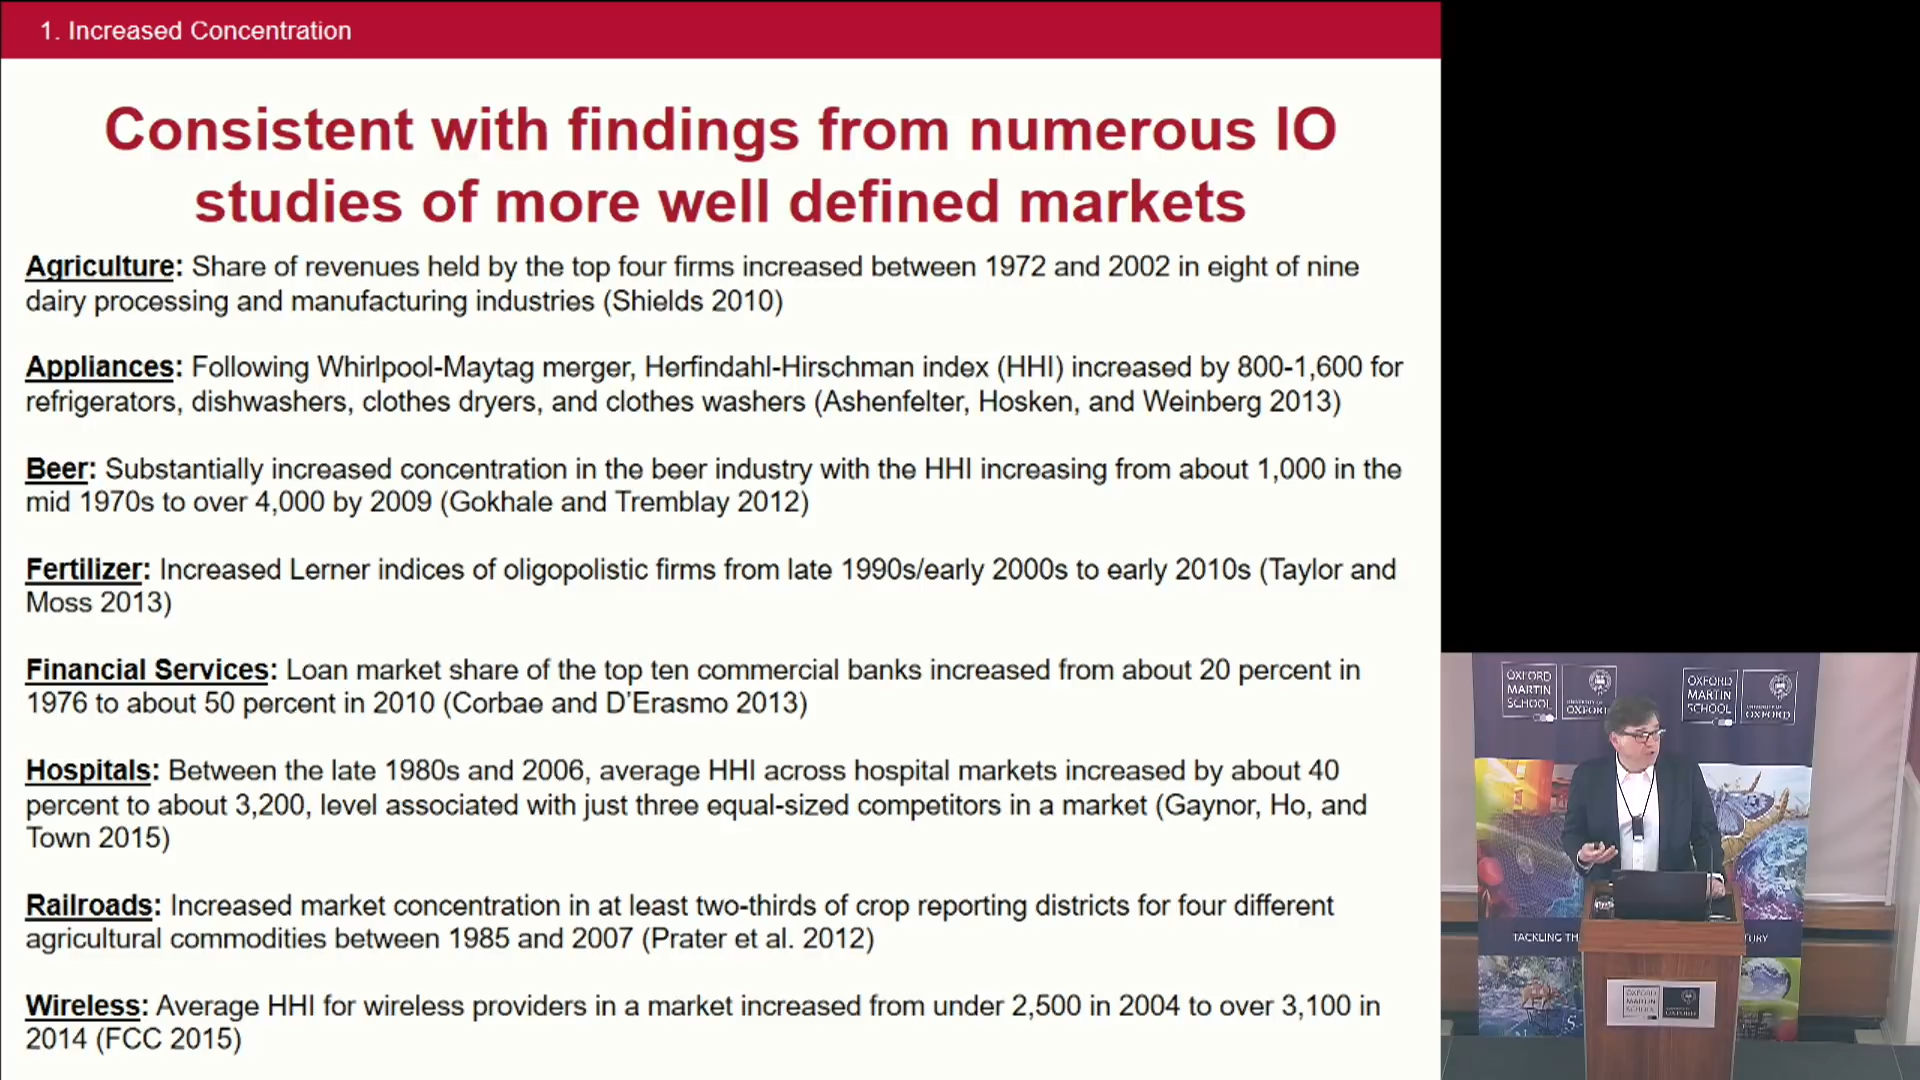 1. Increased Concentration
Consistent with findings from numerous IO
studies of more well defined markets
Agriculture: Share of revenues held by the top four firms increased between 1972 and 2002 in eight of nine
dairy processing and manufacturing industries (Shields 2010)
Appliances: Following Whirlpool-Maytag merger, Herfindahl-Hirschman index (HHI) increased by 800-1,600 for
refrigerators, dishwashers, clothes dryers, and clothes washers (Ashenfelter, Hosken, and Weinberg 2013)
Beer: Substantially increased concentration in the beer industry with the HHI increasing from about 1,000 in the
mid 1970s to over 4,000 by 2009 (Gokhale and Tremblay 2012)
Fertilizer: Increased Lerner indices of oligopolistic firms from late 1990s/early 2000s to early 2010s (Taylor and
Moss 2013)
Financial Services: Loan market share of the top ten commercial banks increased from about 20 percent in
1976 to about 50 percent in 2010 (Corbae and D’Erasmo 2013)
Hospitals: Between the late 1980s and 2006, average HHI across hospital markets increased by about 40
percent to about 3,200, level associated with just three equal-sized competitors in a market (Gaynor, Ho, and
Town 2015)
Railroads: Increased market concentration in at least two-thirds of crop reporting districts for four different
agricultural commodities between 1985 and 2007 (Prater et al. 2012)
Wireless: Average HHI for wireless providers in a market increased from under 2,500 in 2004 to over 3,100 in
2014 (FCC 2015)
OXFORD
MARTIN
SCHOOL
UNIVERSITY OF
OXFORD
OXFORD
MARTIN
SCHOOL
UNIVERSITY OF
OXFORD
TACKLING TH
TURY
OXFORD
MARTIN
SCHOOL
OXFORD